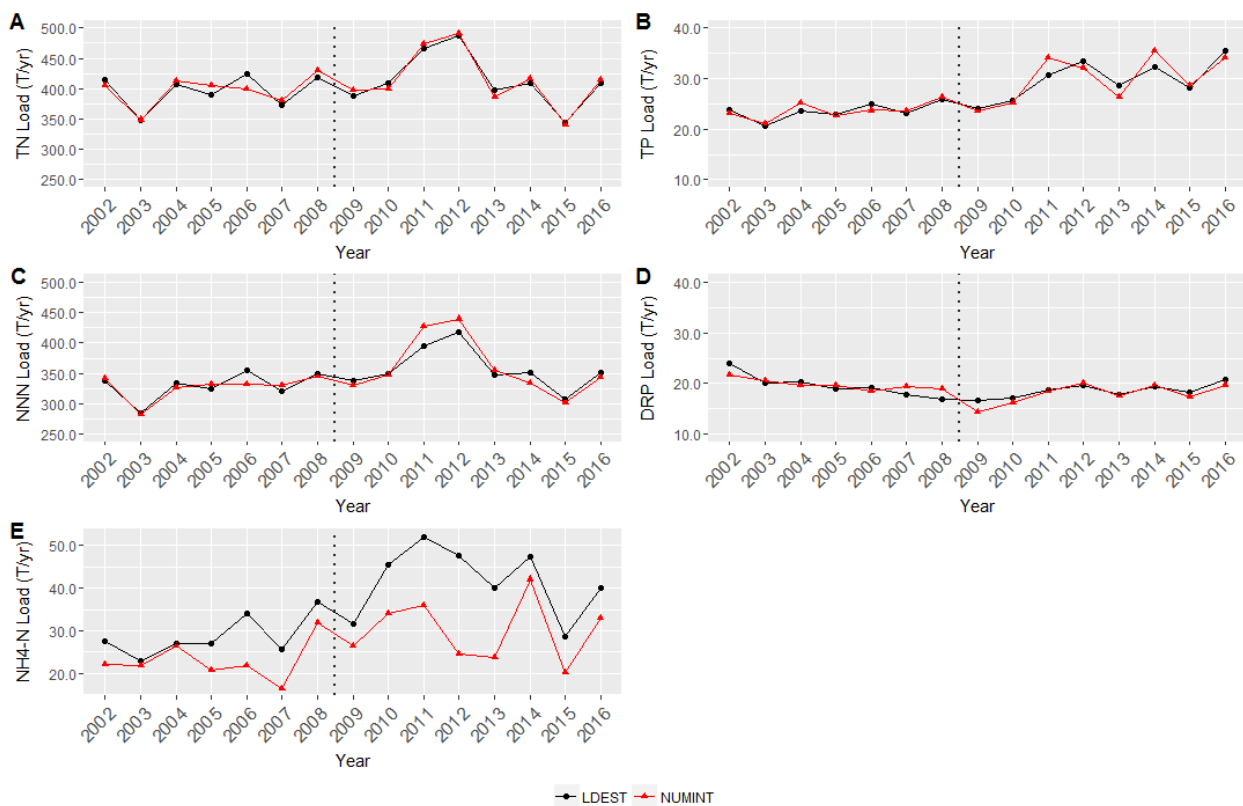 A
TN Load (T/yr)
500.0
450.0
400.0
350.0
300.0
250.0
2002 2003 2004 2005 2006 2007 2008 2009 2010 2011 2012 2013 2014 2015 2016
Year
B
TP Load (T/yr)
40.0
30.0
20.0
10.0
2002 2003 2004 2005 2006 2007 2008 2009 2010 2011 2012 2013 2014 2015 2016
Year
C
NNN Load (T/yr)
500.0
450.0
400.0
350.0
300.0
250.0
2002 2003 2004 2005 2006 2007 2008 2009 2010 2011 2012 2013 2014 2015 2016
Year
D
DRP Load (T/yr)
40.0
30.0
20.0
10.0
2002 2003 2004 2005 2006 2007 2008 2009 2010 2011 2012 2013 2014 2015 2016
Year
E
NH4-N Load (T/yr)
50.0
40.0
30.0
20.0
2002 2003 2004 2005 2006 2007 2008 2009 2010 2011 2012 2013 2014 2015 2016
Year
LDEST NUMINT